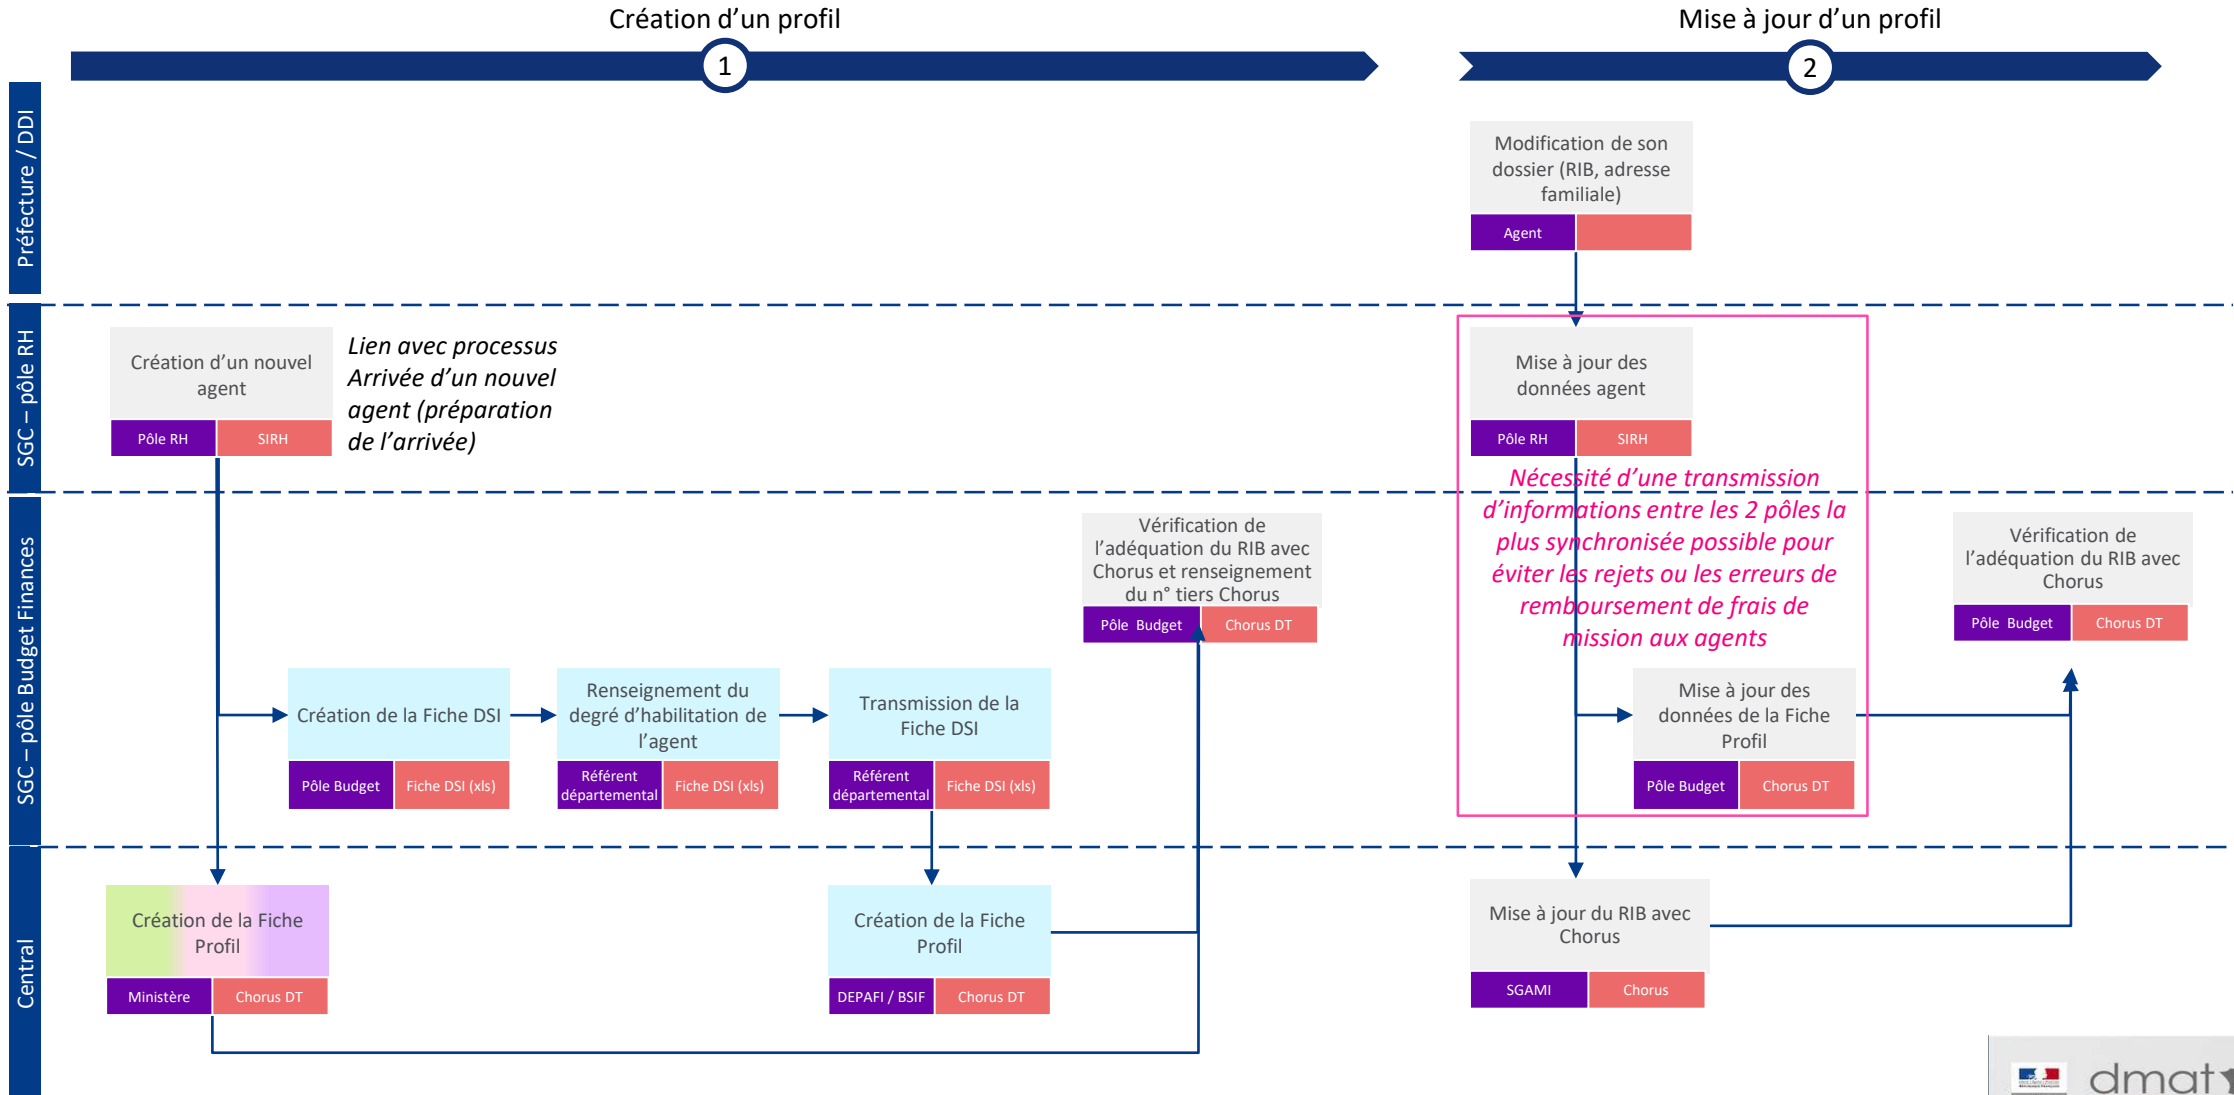 Création d’un profil
Mise à jour d’un profil
1
2
Préfecture / DDI
Modification de son
dossier (RIB, adresse
familiale)
Agent
SGC – pôle RH
Création d’un nouvel
agent
Pôle RH
SIRH
Lien avec processus
Arrivée d’un nouvel
agent (préparation
de l’arrivée)
Mise à jour des
données agent
Pôle RH
SIRH
Nécessité d’une transmission
d’informations entre les 2 pôles la
plus synchronisée possible pour
éviter les rejets ou les erreurs de
remboursement de frais de
mission aux agents
SGC – pôle Budget Finances
Vérification de
l’adéquation du RIB avec
Chorus et renseignement
du n° tiers Chorus
Pôle Budget
Chorus DT
Vérification de
l’adéquation du RIB avec
Chorus
Pôle Budget
Chorus DT
Création de la Fiche DSI
Pôle Budget
Fiche DSI (xls)
Renseignement du
degré d’habilitation de
l’agent
Référent
départemental
Fiche DSI (xls)
Transmission de la
Fiche DSI
Référent
départemental
Fiche DSI (xls)
Mise à jour des
données de la Fiche
Profil
Pôle Budget
Chorus DT
Central
Création de la Fiche
Profil
Ministère
Chorus DT
Création de la Fiche
Profil
DEPAFI / BSIF
Chorus DT
Mise à jour du RIB avec
Chorus
SGAMI
Chorus
dmat